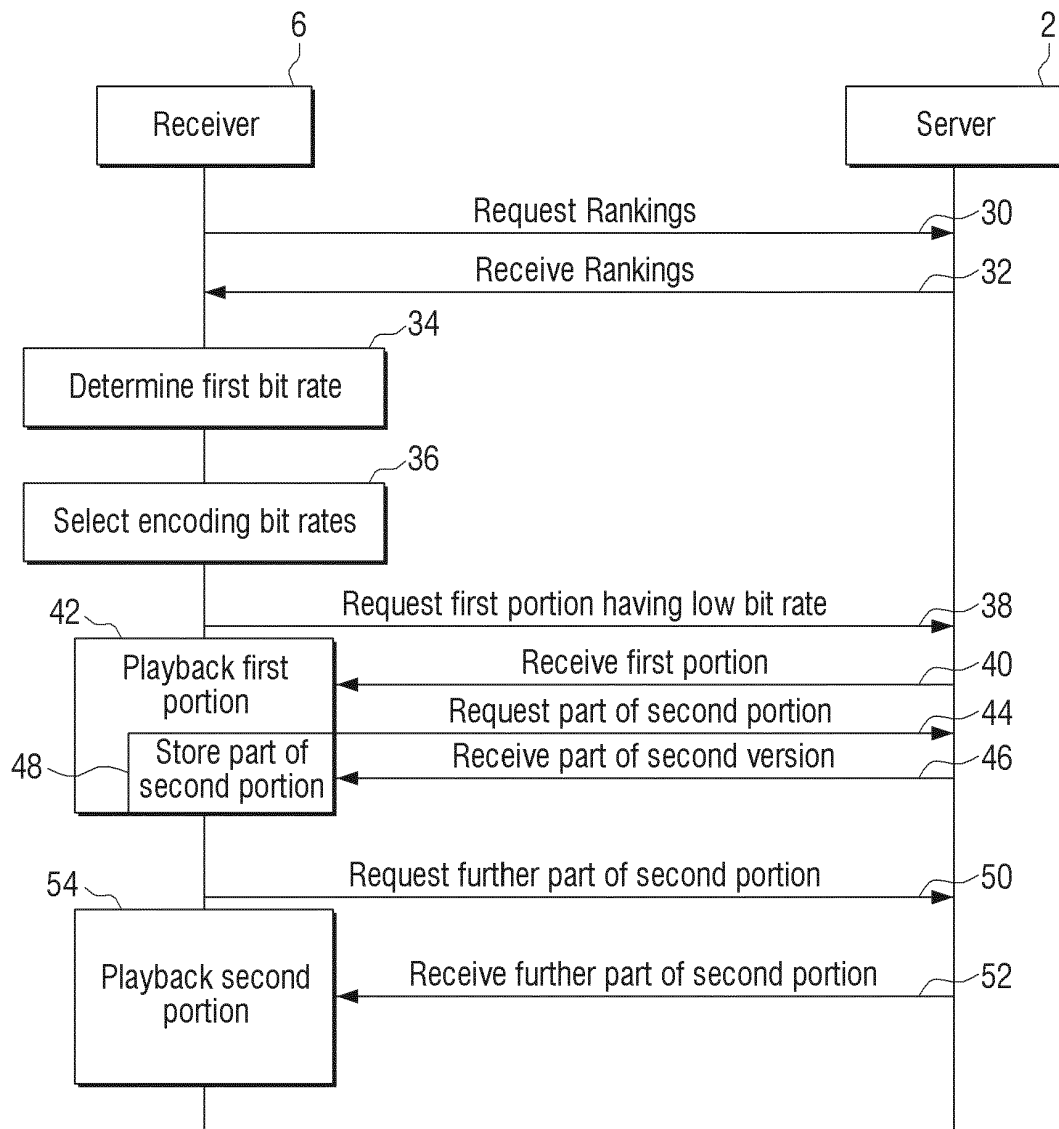 6
2
Receiver
Server
Request Rankings
30
Receive Rankings
32
34
Determine first bit rate
36
Select encoding bit rates
Request first portion having low bit rate
38
42
Playback first
portion
Receive first portion
40
Request part of second portion
44
48
Store part of
second portion
Receive part of second version
46
Request further part of second portion
50
54
Playback second
portion
Receive further part of second portion
52